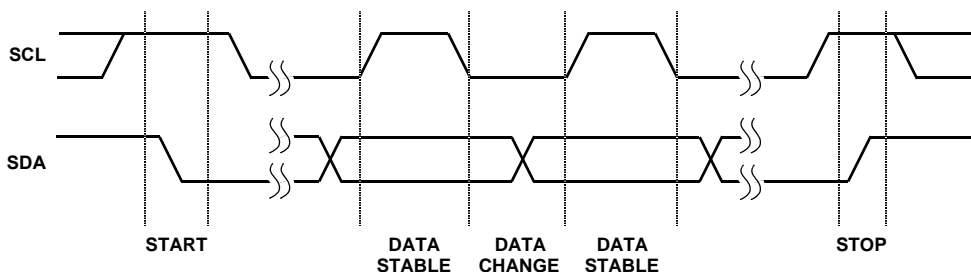 SCL
SDA
START
DATA
STABLE
DATA
CHANGE
DATA
STABLE
STOP